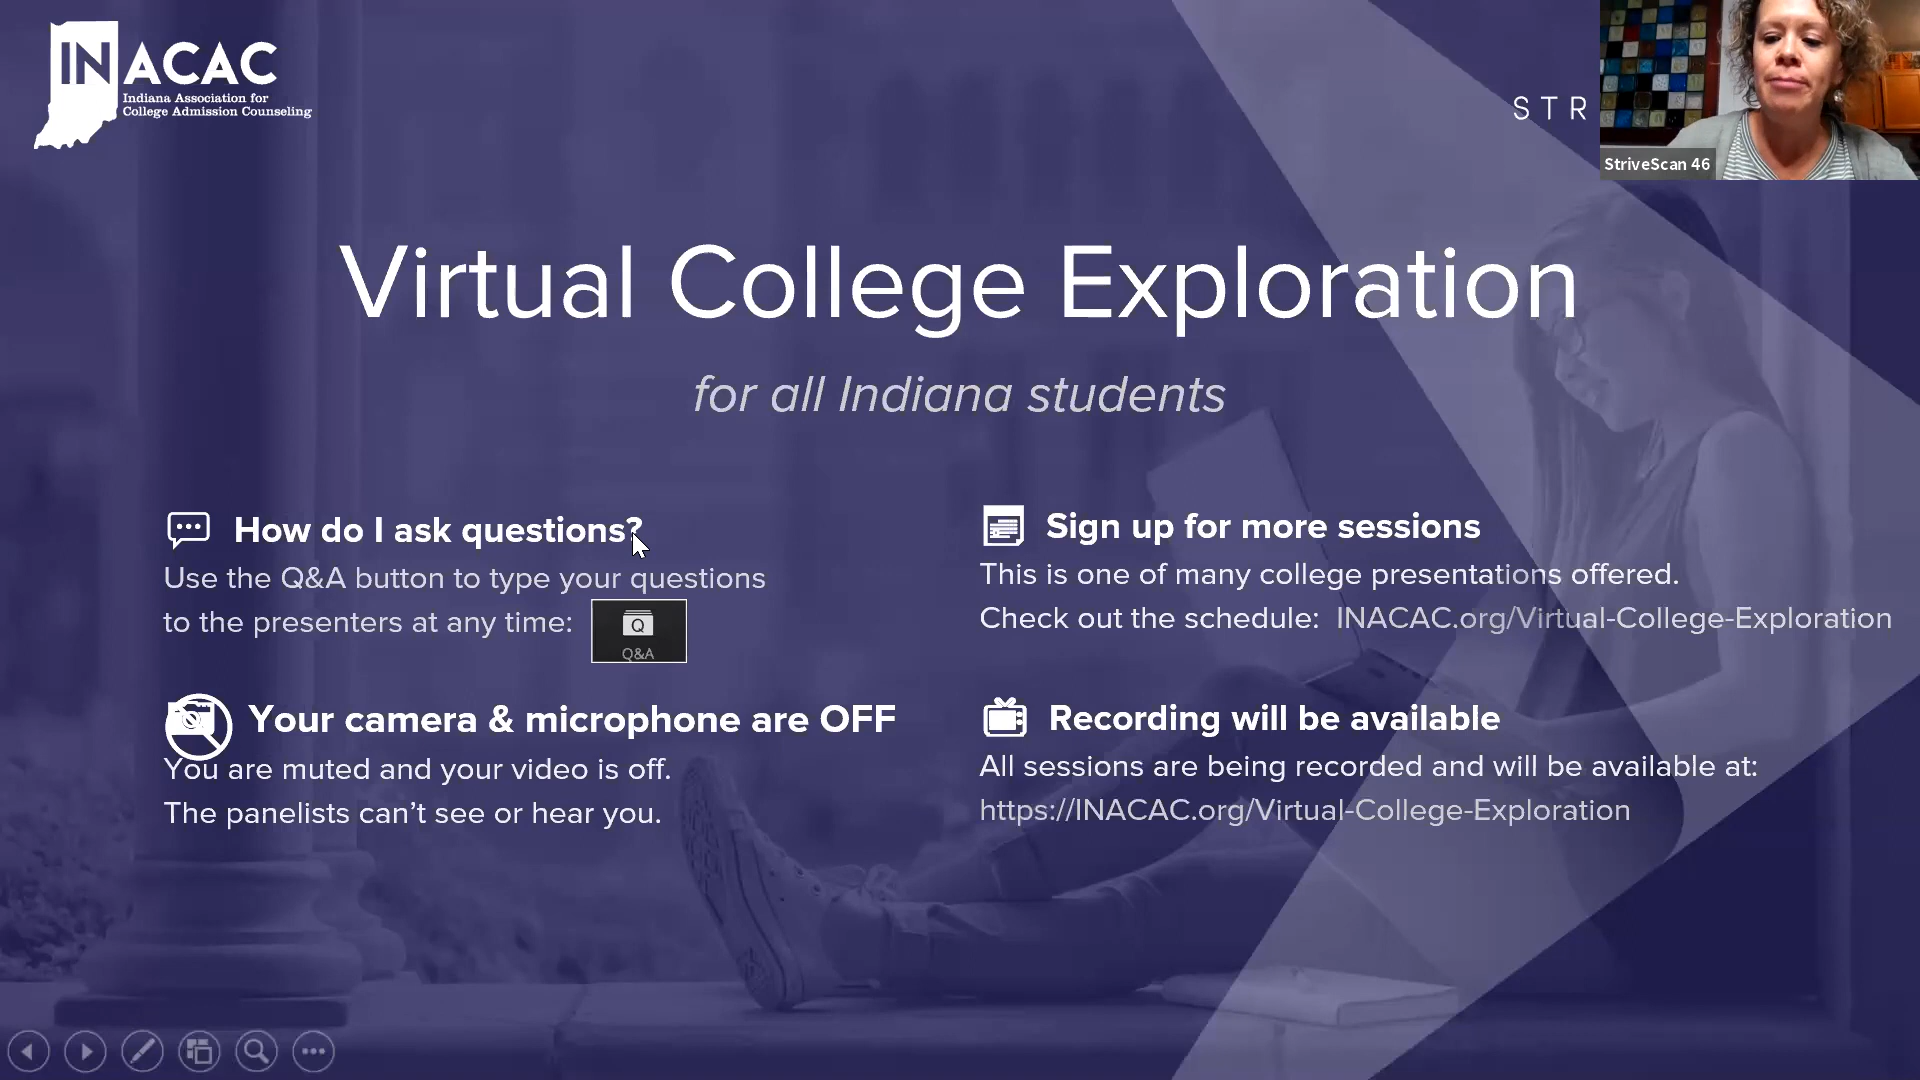 INACAC
Indiana Association for
College Admission Counseling
STR
StriveScan 46
Virtual College Exploration
for all Indiana students
How do I ask questions?
Use the Q&A button to type your questions
to the presenters at any time:
Q
Q&A
Your camera & microphone are OFF
You are muted and your video is off.
The panelists can’t see or hear you.
Sign up for more sessions
This is one of many college presentations offered.
Check out the schedule: INACAC.org/Virtual-College-Exploration
Recording will be available
All sessions are being recorded and will be available at:
https://INACAC.org/Virtual-College-Exploration